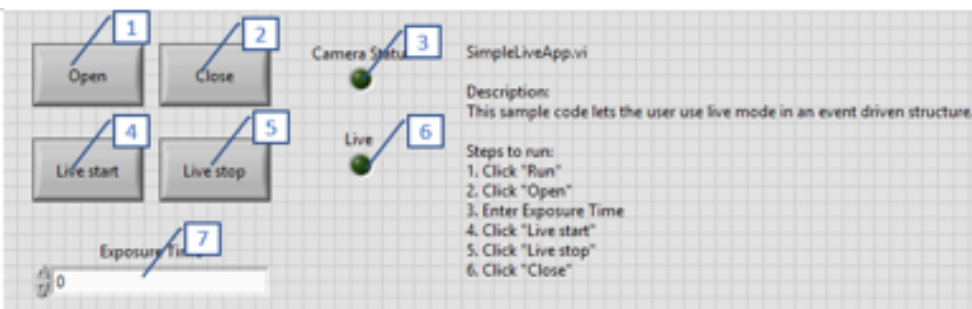 1
2
3
Open
Close
Camera Status
SimpleLiveApp.vi
Description:
This sample code lets the user use live mode in an event driven structure.
4
5
6
Live start
Live stop
Live
Steps to run:
1. Click "Run"
2. Click "Open"
3. Enter Exposure Time
4. Click "Live start"
5. Click "Live stop"
6. Click "Close"
7
Exposure Time
0